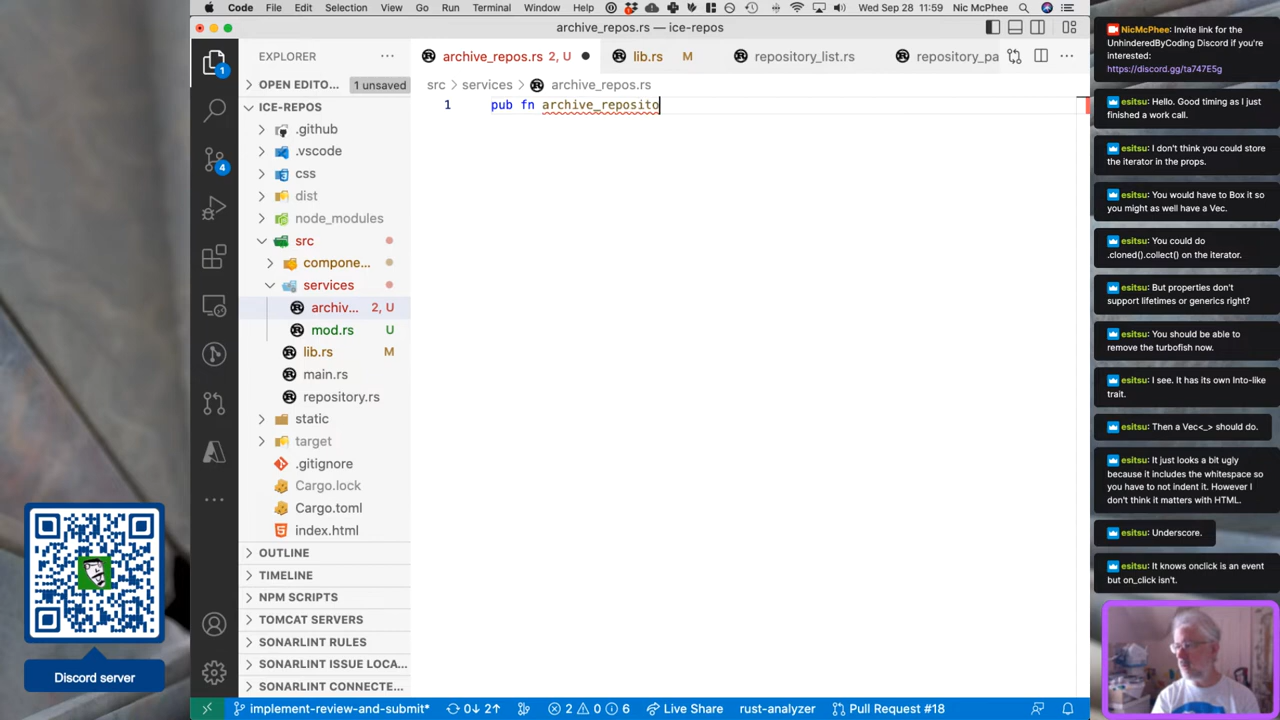 Code File Edit Selection View Go Run Terminal Window Help Wed Sep 28 11:59 Nic McPhee
archive_repos.rs — ice-repos
EXPLORER
archive_repos.rs 2, U
lib.rs M
repository_list.rs
repository_pa
OPEN EDITO... 1 unsaved
src > services > archive_repos.rs
ICE-REPOS
1 pub fn archive_reposito
.github
.vscode
css
dist
node_modules
src
compone...
services
archiv... 2, U
mod.rs U
lib.rs M
main.rs
repository.rs
static
target
.gitignore
Cargo.lock
Cargo.toml
index.html
OUTLINE
TIMELINE
NPM SCRIPTS
TOMCAT SERVERS
SONARLINT RULES
SONARLINT ISSUE LOCA...
SONARLINT CONNECTE...
1
4
implement-review-and-submit* 0↓ 2↑ 2 0 6 Live Share rust-analyzer Pull Request #18
Discord server
NicMcPhee: Invite link for the
UnhinderedByCoding Discord if you're
interested:
https://discord.gg/ta747E5g
esitsu: Hello. Good timing as I just
finished a work call.
esitsu: I don't think you could store
the iterator in the props.
esitsu: You would have to Box it so
you might as well have a Vec.
esitsu: You could do
.cloned().collect() on the iterator.
esitsu: But properties don't
support lifetimes or generics right?
esitsu: You should be able to
remove the turbofish now.
esitsu: I see. It has its own Into-like
trait.
esitsu: Then a Vec<_> should do.
esitsu: It just looks a bit ugly
because it includes the whitespace so
you have to not indent it. However I
don't think it matters with HTML.
esitsu: Underscore.
esitsu: It knows onclick is an event
but on_click isn't.